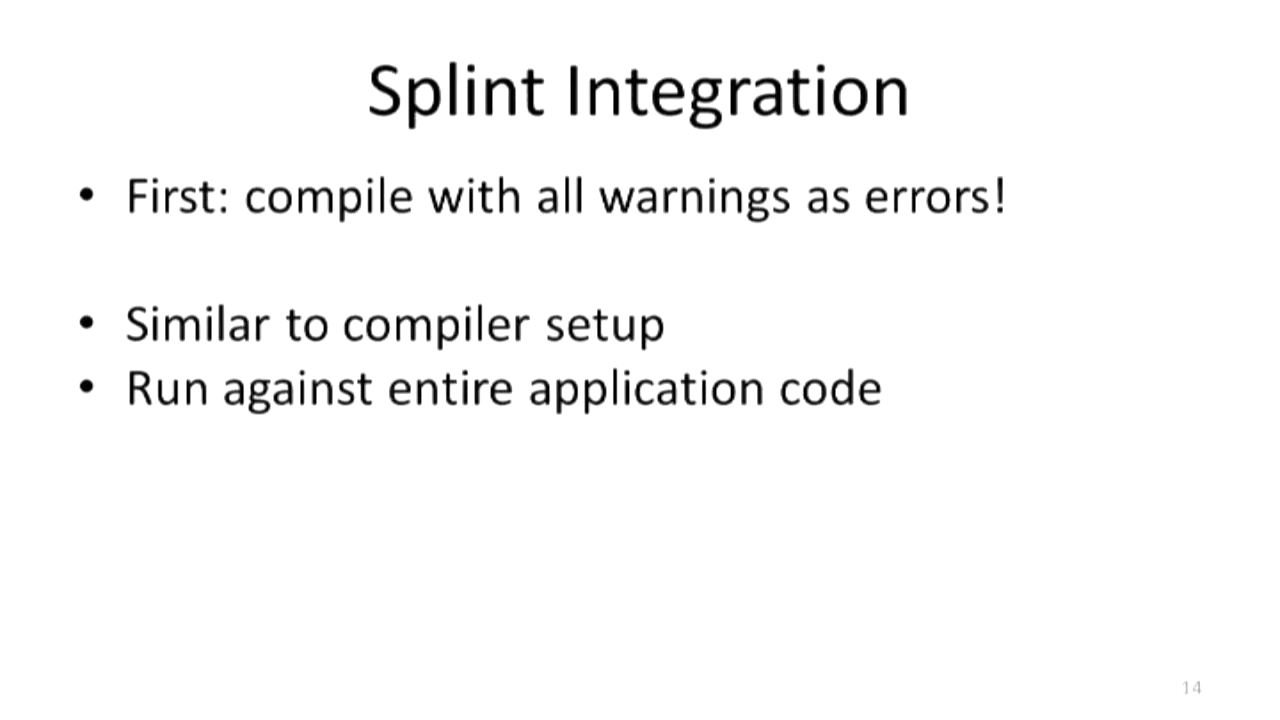 Splint Integration
• First: compile with all warnings as errors!
• Similar to compiler setup
• Run against entire application code
14